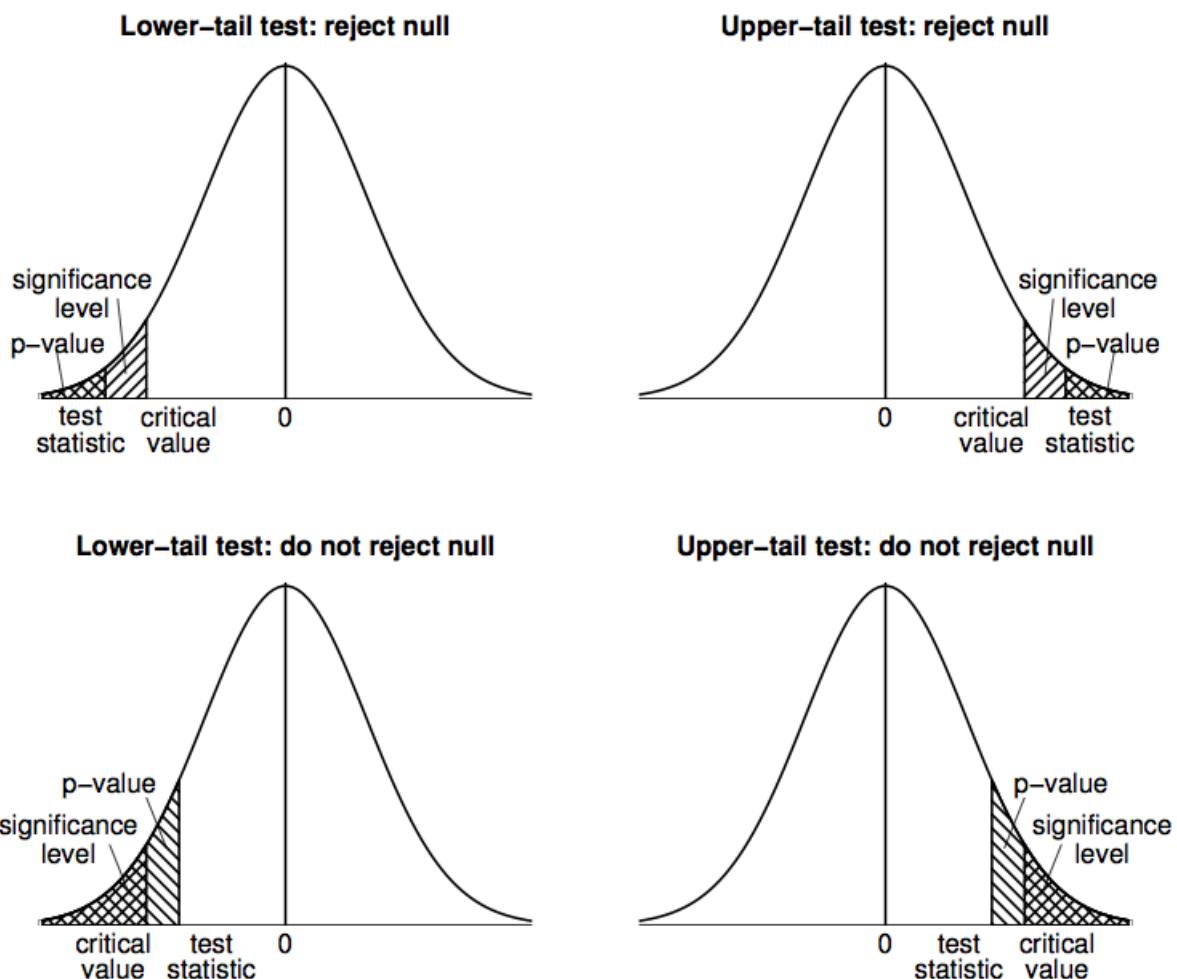 Lower–tail test: reject null
significance
level
p–value
test
statistic
critical
value
0
Upper–tail test: reject null
significance
level
p–value
0
critical
value
test
statistic
Lower–tail test: do not reject null
p–value
significance
level
critical
value
test
statistic
0
Upper–tail test: do not reject null
p–value
significance
level
0
test
statistic
critical
value